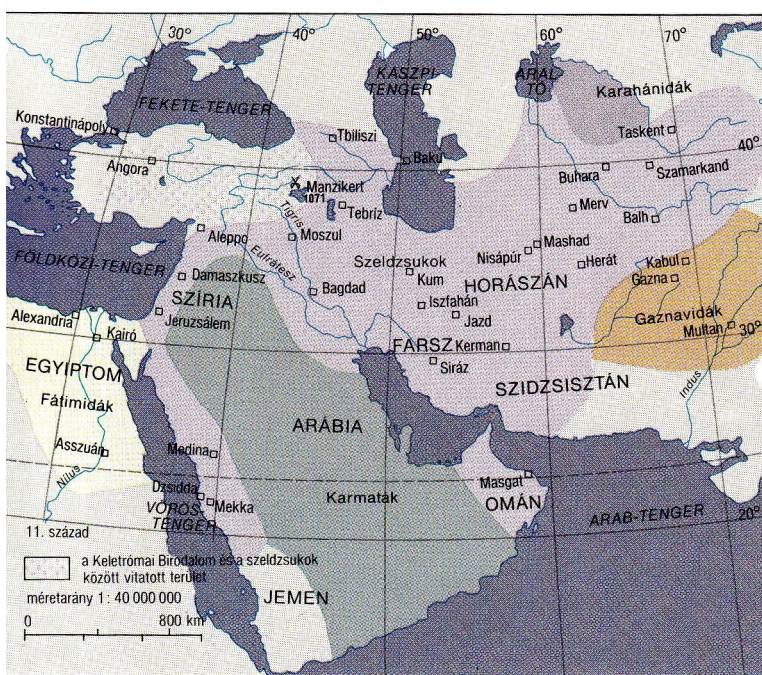 30°
40°
50°
60°
70°
KASZPI-
TENGER
ARAL-
TÓ
FEKETE-TENGER
Karahánidák
Konstantinápoly
Tbiliszi
Taskent
40°
Angora
Baku
Buhara
Szamarkand
Manzikert
1071
Tigris
Tebríz
Merv
Balh
Aleppo
Moszul
Mashad
Szeldzsukok
Nisápúr
Herát
Kabul
FÖLDKÖZI-TENGER
Eufrátesz
Damaszkusz
Kum
HORÁSZÁN
Gazna
SZÍRIA
Bagdad
Iszfahán
Gaznavidák
Alexandria
Jeruzsálem
Jazd
Multan
30°
Kairó
FARSZ
Kerman
Siráz
EGYIPTOM
SZIDZSISZTÁN
Indus
Fátimidák
ARÁBIA
Asszuán
Medina
Nílus
Masgat
Dzsidda
Karmaták
OMÁN
VÖRÖS-
TENGER
Mekka
ARAB-TENGER
20°
11. század
a Keletrómai Birodalom és a szeldzsukok
között vitatott terület
JEMEN
méretarány 1 : 40 000 000
0
800 km